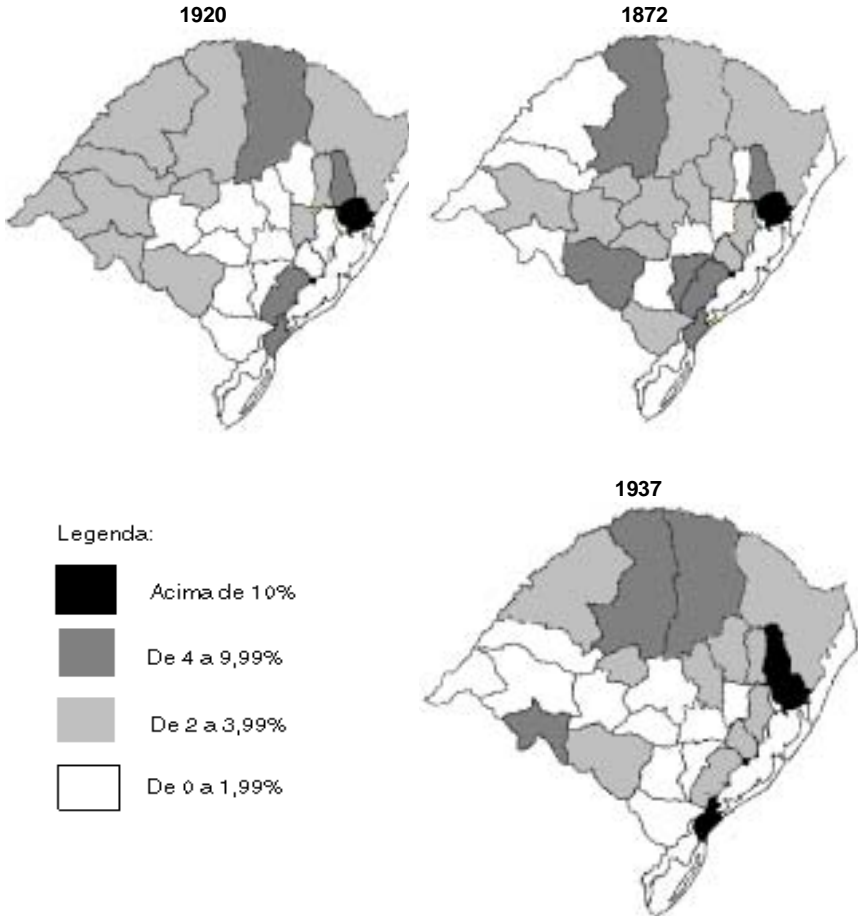 1920
1872
1937
Legenda:
Acima de 10%
De 4 a 9,99%
De 2 a 3,99%
De 0 a 1,99%